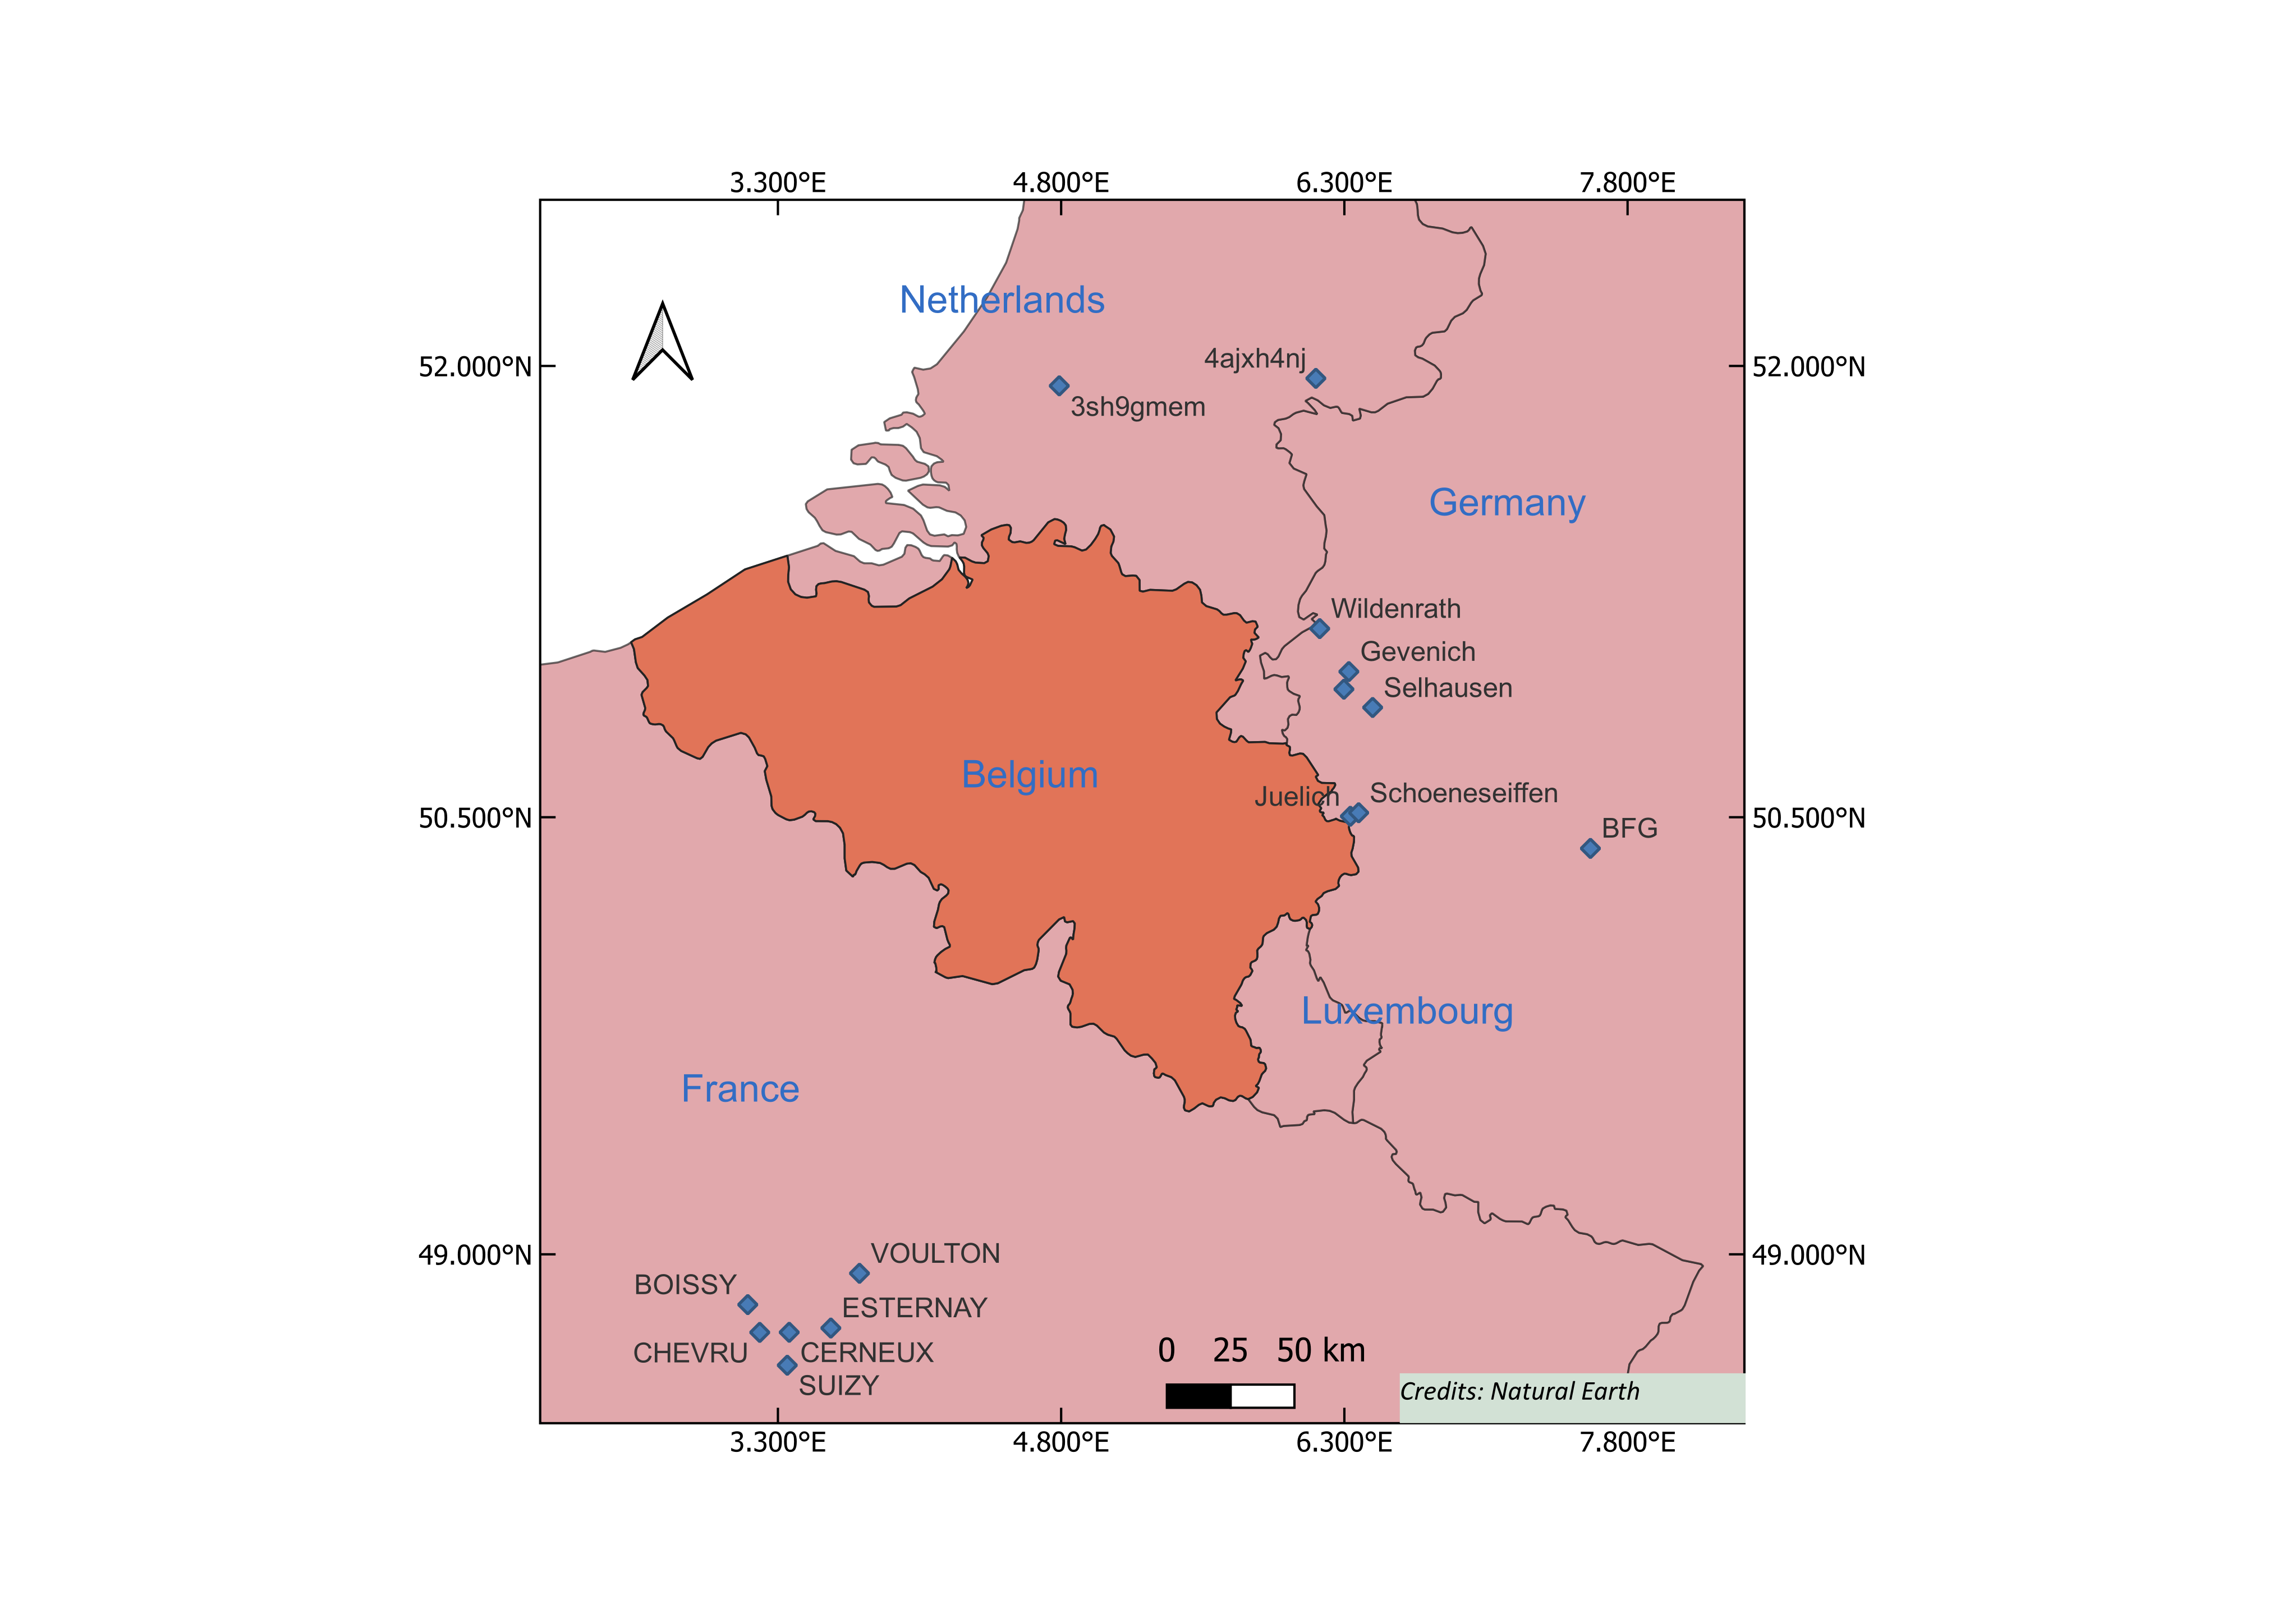 3.300°E 4.800°E 6.300°E 7.800°E
Netherlands
4ajxh4nj
52.000°N 52.000°N
3sh9gmem
Germany
Wildenrath
Gevenich
Selhausen
Belgium
Juelich Schoeneseiffen
50.500°N 50.500°N
BFG
Luxembourg
France
49.000°N 49.000°N
VOULTON
BOISSY
ESTERNAY
CHEVRU CERNEUX
SUIZY
0 25 50 km
Credits: Natural Earth
3.300°E 4.800°E 6.300°E 7.800°E